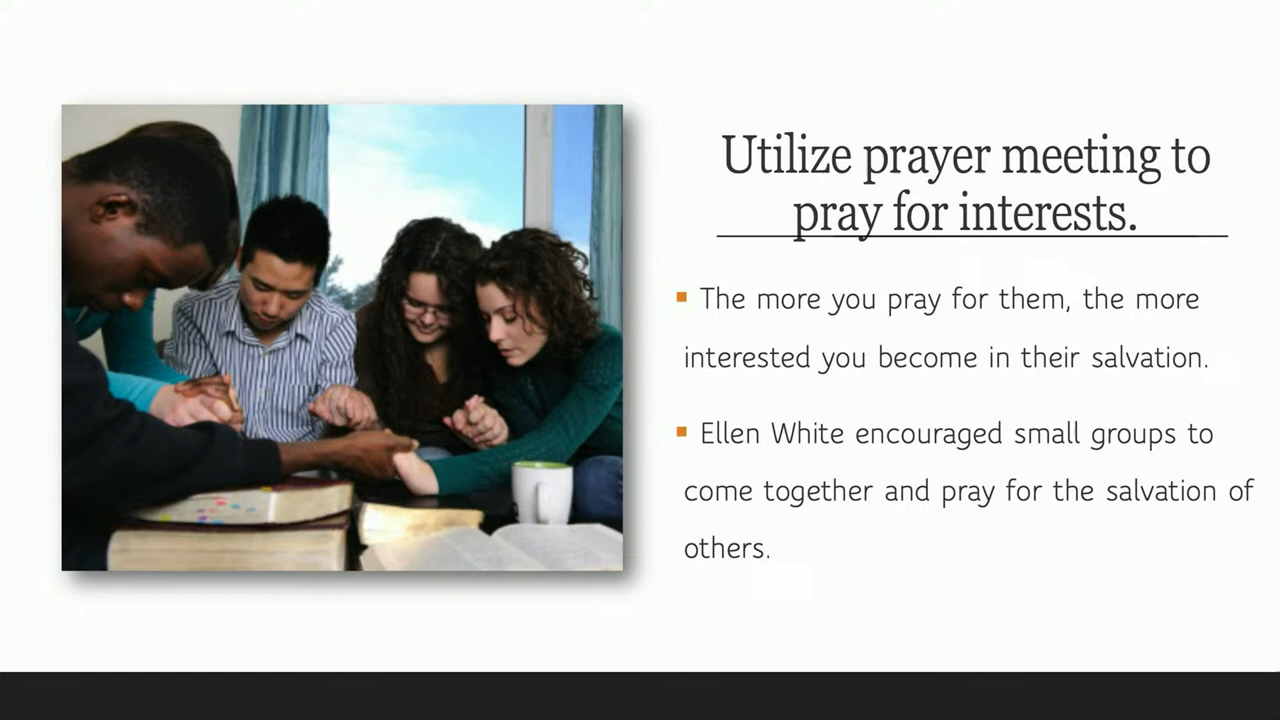 Utilize prayer meeting to
pray for interests.
The more you pray for them, the more
interested you become in their salvation.
Ellen White encouraged small groups to
come together and pray for the salvation of
others.